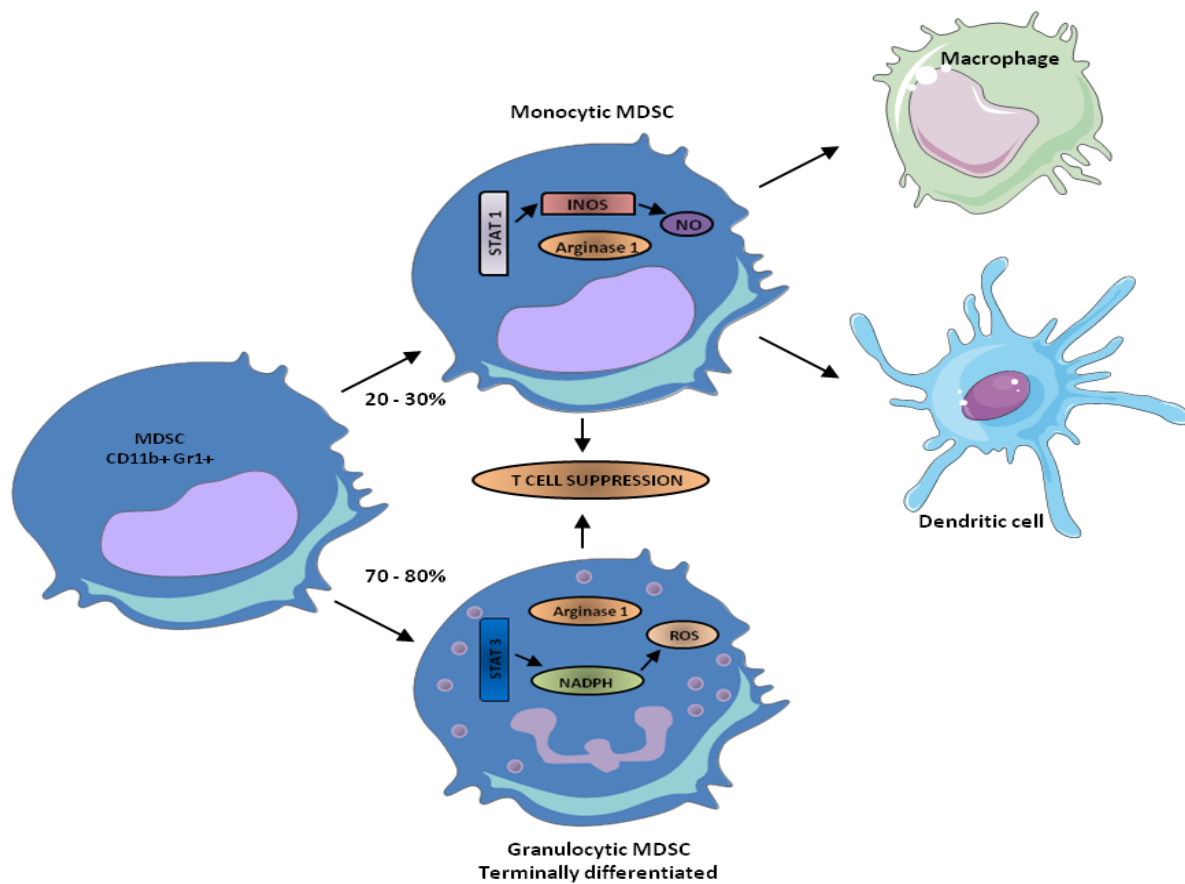 Macrophage
Monocytic MDSC
STAT 1
INOS
NO
Arginase 1
20 - 30%
MDSC
CD11b+ Gr1+
T CELL SUPPRESSION
Dendritic cell
70 - 80%
Arginase 1
STAT 3
ROS
NADPH
Granulocytic MDSC
Terminally differentiated